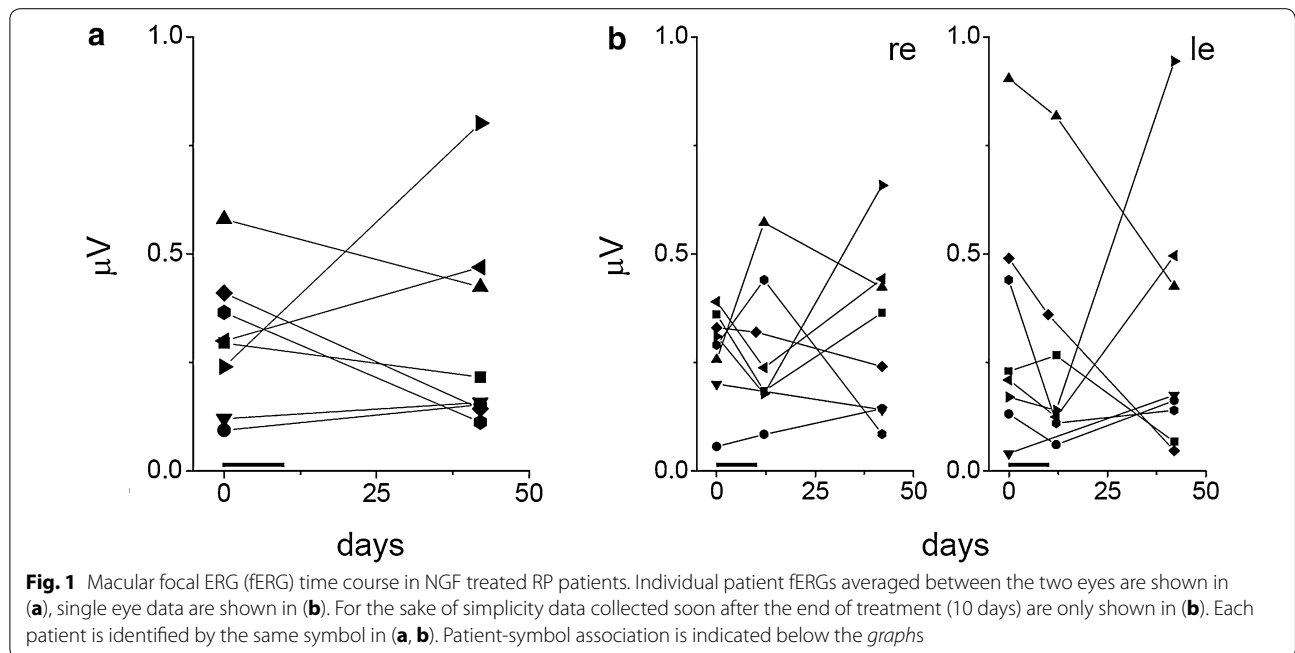 a
b
re
le
1.0
1.0
1.0
0.5
0.5
0.5
0.0
0.0
0.0
μV
μV
0 25 50
0 25 50
0 25 50
days
days
Fig. 1 Macular focal ERG (fERG) time course in NGF treated RP patients. Individual patient fERGs averaged between the two eyes are shown in
(a), single eye data are shown in (b). For the sake of simplicity data collected soon after the end of treatment (10 days) are only shown in (b). Each
patient is identified by the same symbol in (a, b). Patient-symbol association is indicated below the graphs